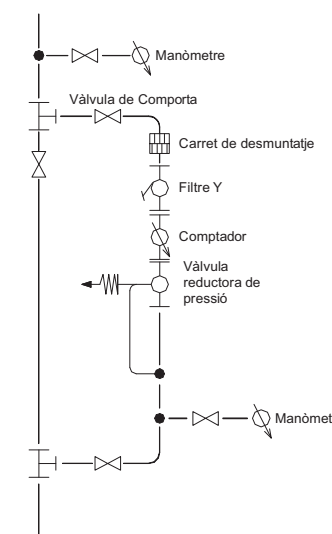 Manòmetre
Vàlvula de Comporta
Carret de desmuntatje
Filtre Y
Comptador
Vàlvula
reductora de
pressió
Manòmet